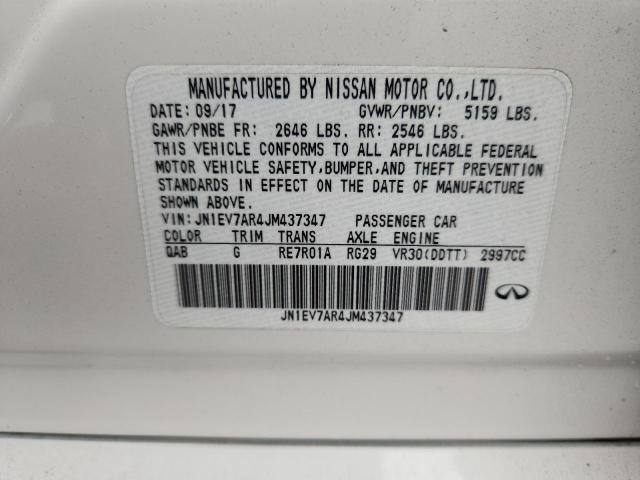 MANUFACTURED BY NISSAN MOTOR CO.,LTD.
DATE: 09/17 GVWR/PNBV: 5159 LBS.
GAWR/PNBE FR: 2646 LBS. RR: 2546 LBS.
THIS VEHICLE CONFORMS TO ALL APPLICABLE FEDERAL
MOTOR VEHICLE SAFETY,BUMPER,AND THEFT PREVENTION
STANDARDS IN EFFECT ON THE DATE OF MANUFACTURE
SHOWN ABOVE.
VIN: JN1EV7AR4JM437347 PASSENGER CAR
COLOR TRIM TRANS AXLE ENGINE
QAB G RE7R01A RG29 VR30(DDTT) 2997CC
JN1EV7AR4JM437347